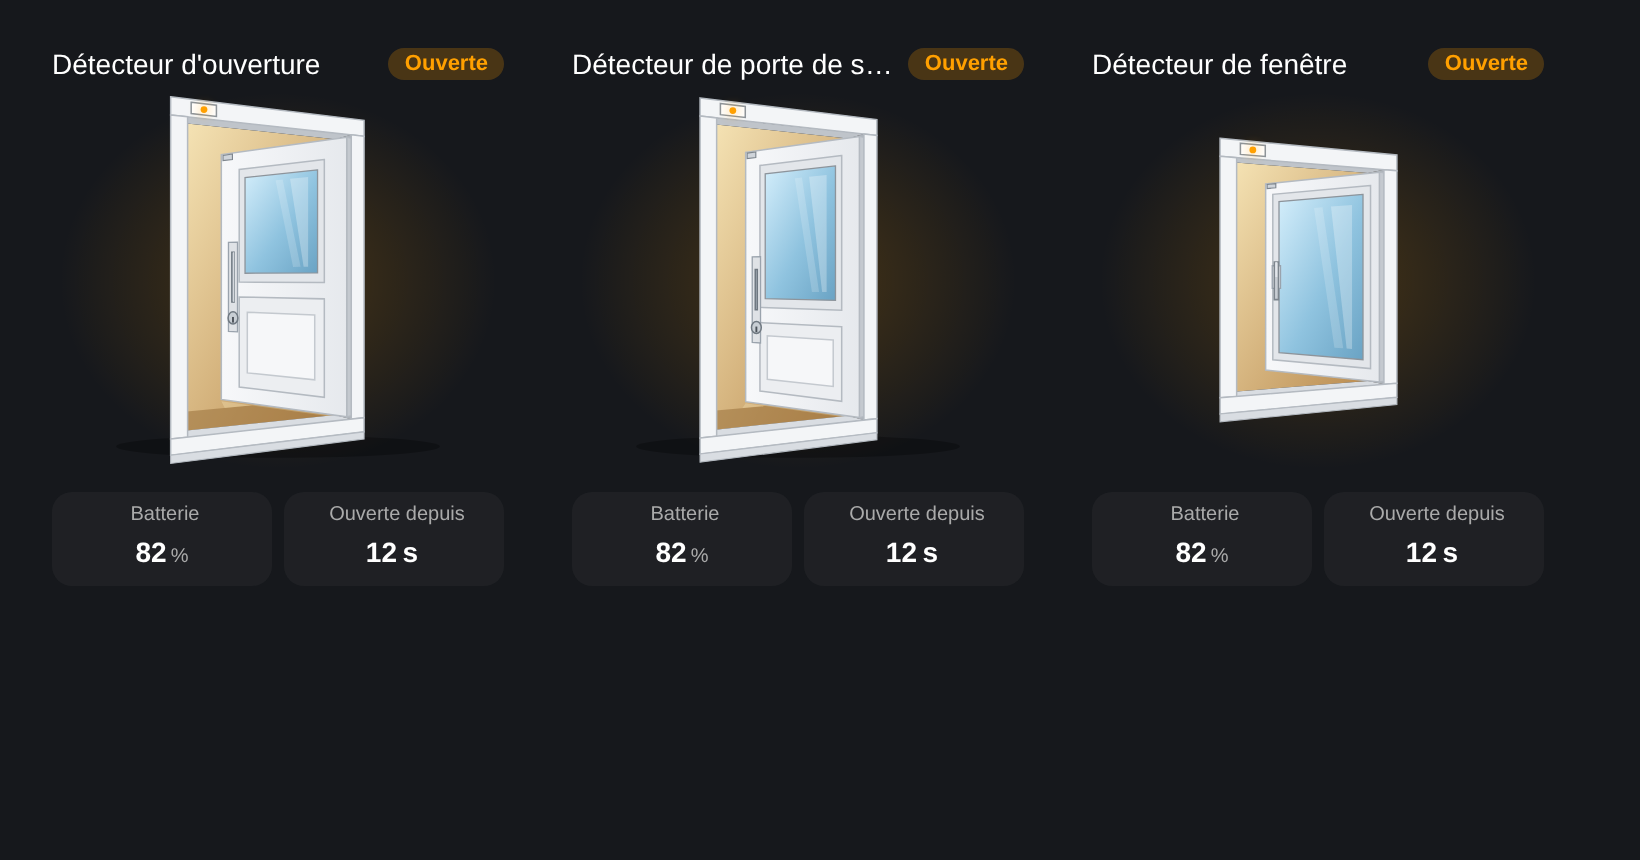 Détecteur d'ouverture
Ouverte
Détecteur de porte de s…
Ouverte
Détecteur de fenêtre
Ouverte
Batterie
82 %
Ouverte depuis
12 s
Batterie
82 %
Ouverte depuis
12 s
Batterie
82 %
Ouverte depuis
12 s